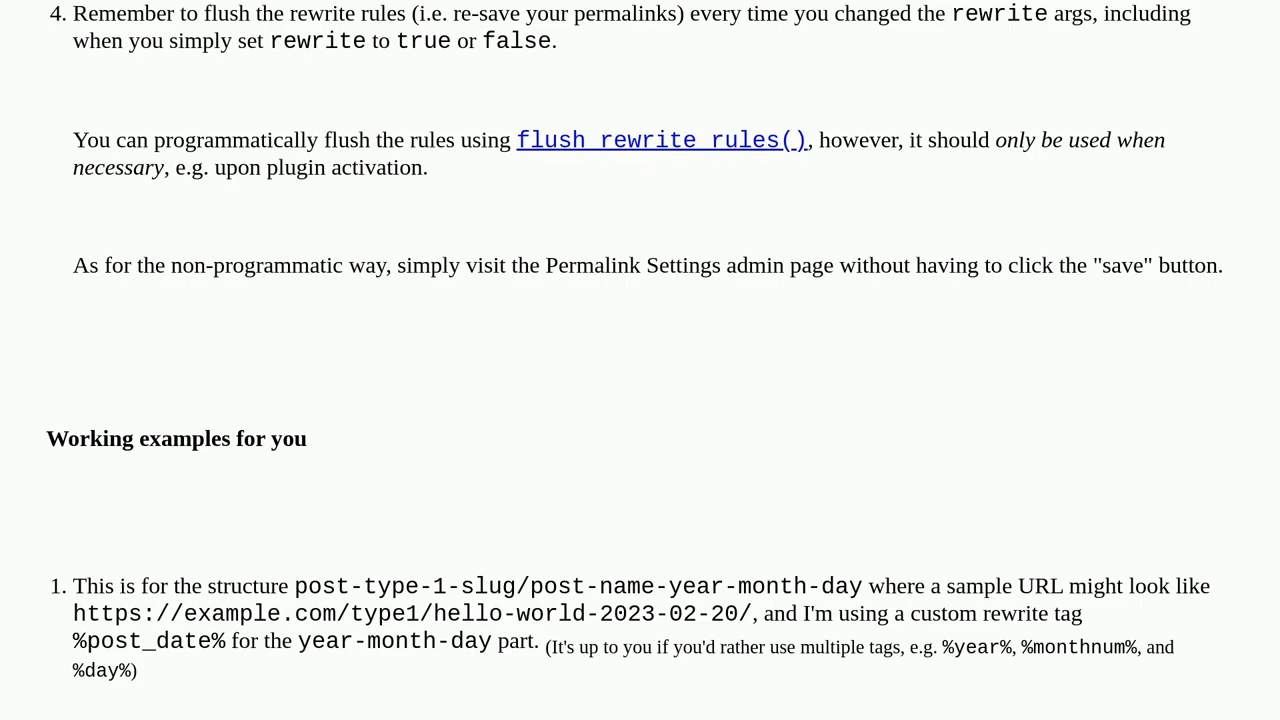 4. Remember to flush the rewrite rules (i.e. re-save your permalinks) every time you changed the rewrite args, including
when you simply set rewrite to true or false.
You can programmatically flush the rules using flush_rewrite_rules(), however, it should only be used when
necessary, e.g. upon plugin activation.
As for the non-programmatic way, simply visit the Permalink Settings admin page without having to click the "save" button.
Working examples for you
1. This is for the structure post-type-1-slug/post-name-year-month-day where a sample URL might look like
https://example.com/type1/hello-world-2023-02-20/, and I'm using a custom rewrite tag
%post_date% for the year-month-day part. (It's up to you if you'd rather use multiple tags, e.g. %year%, %monthnum%, and
%day%)